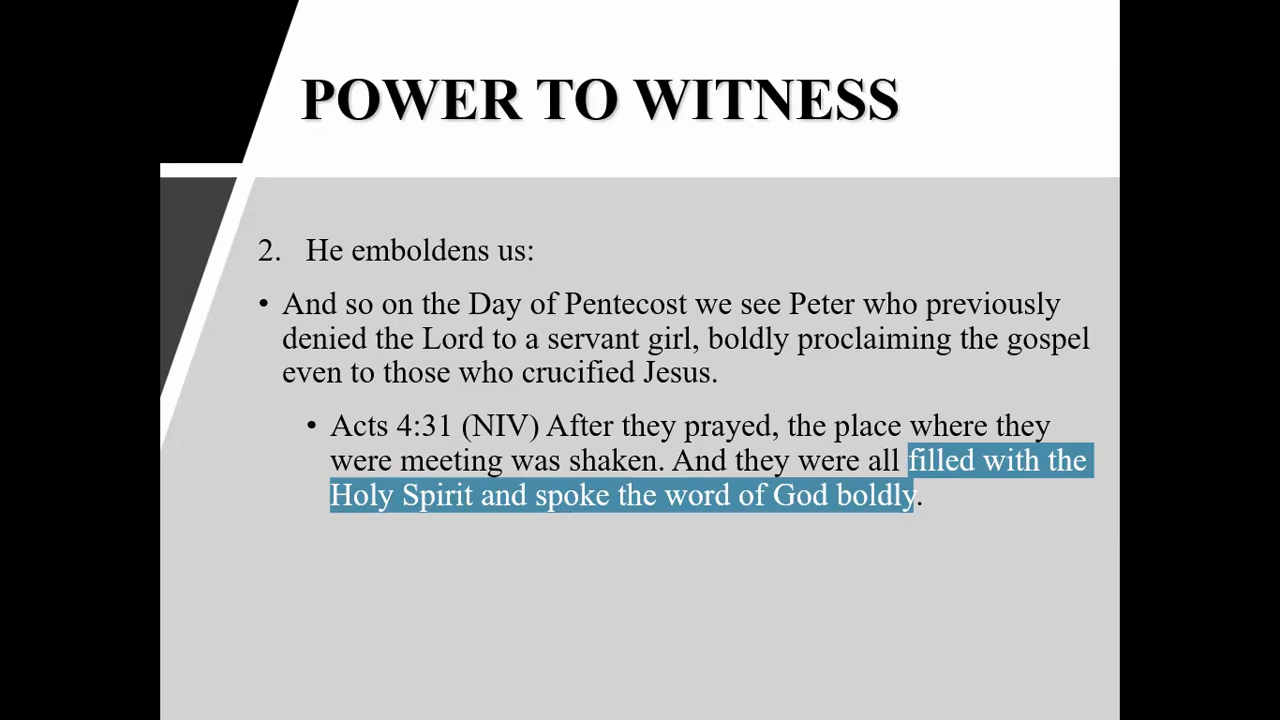 POWER TO WITNESS
2. He emboldens us:
• And so on the Day of Pentecost we see Peter who previously
denied the Lord to a servant girl, boldly proclaiming the gospel
even to those who crucified Jesus.
• Acts 4:31 (NIV) After they prayed, the place where they
were meeting was shaken. And they were all filled with the
Holy Spirit and spoke the word of God boldly.